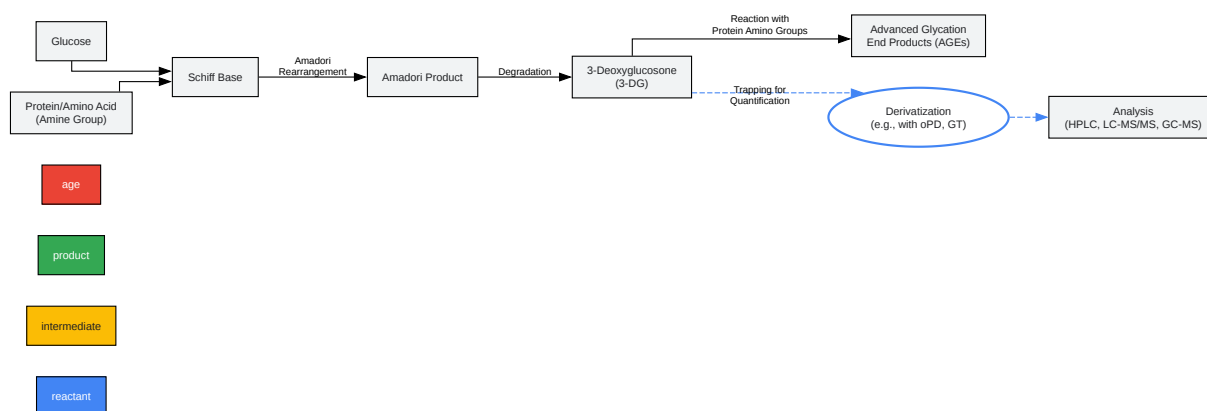 Glucose
Protein/Amino Acid
(Amine Group)
Schiff Base
Amadori
Rearrangement
Amadori Product
Degradation
3-Deoxyglucosone
(3-DG)
Reaction with
Protein Amino Groups
Advanced Glycation
End Products (AGEs)
Trapping for
Quantification
Derivatization
(e.g., with oPD, GT)
Analysis
(HPLC, LC-MS/MS, GC-MS)
age
product
intermediate
reactant